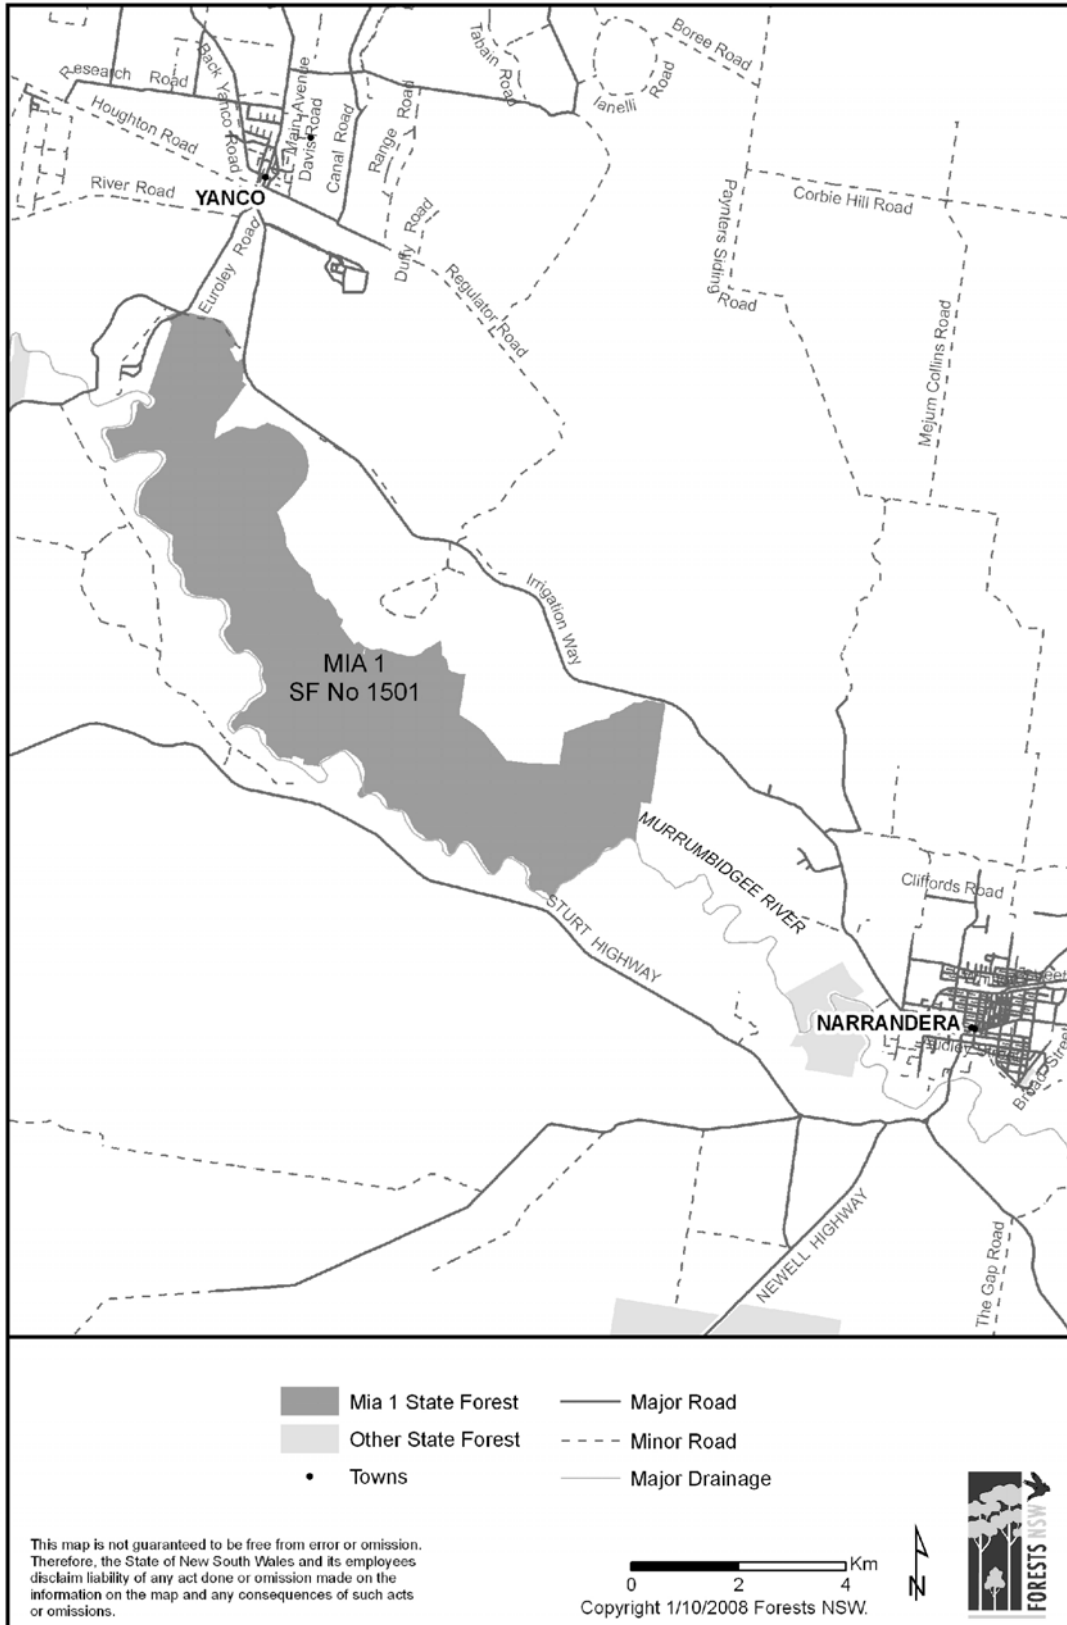 Boree Road
Tabain Road
Ianelli Road
Research Road
Back Yanco Road
Main Avenue
Houghton Road
Davis Road
Canal Road
Range Road
River Road
YANCO
Duffy Road
Euroley Road
Regulator Road
Corbie Hill Road
Paynters Siding Road
Mejum Collins Road
Irrigation Way
MIA 1
SF No 1501
MURRUMBIDGEE RIVER
Cliffords Road
STURT HIGHWAY
NARRANDERA
Broad Street
NEWELL HIGHWAY
The Gap Road
Mia 1 State Forest
Other State Forest
Towns
Major Road
Minor Road
Major Drainage
This map is not guaranteed to be free from error or omission.
Therefore, the State of New South Wales and its employees
disclaim liability of any act done or omission made on the
information on the map and any consequences of such acts
or omissions.
Km
0 2 4
Copyright 1/10/2008 Forests NSW.
N
FORESTS NSW